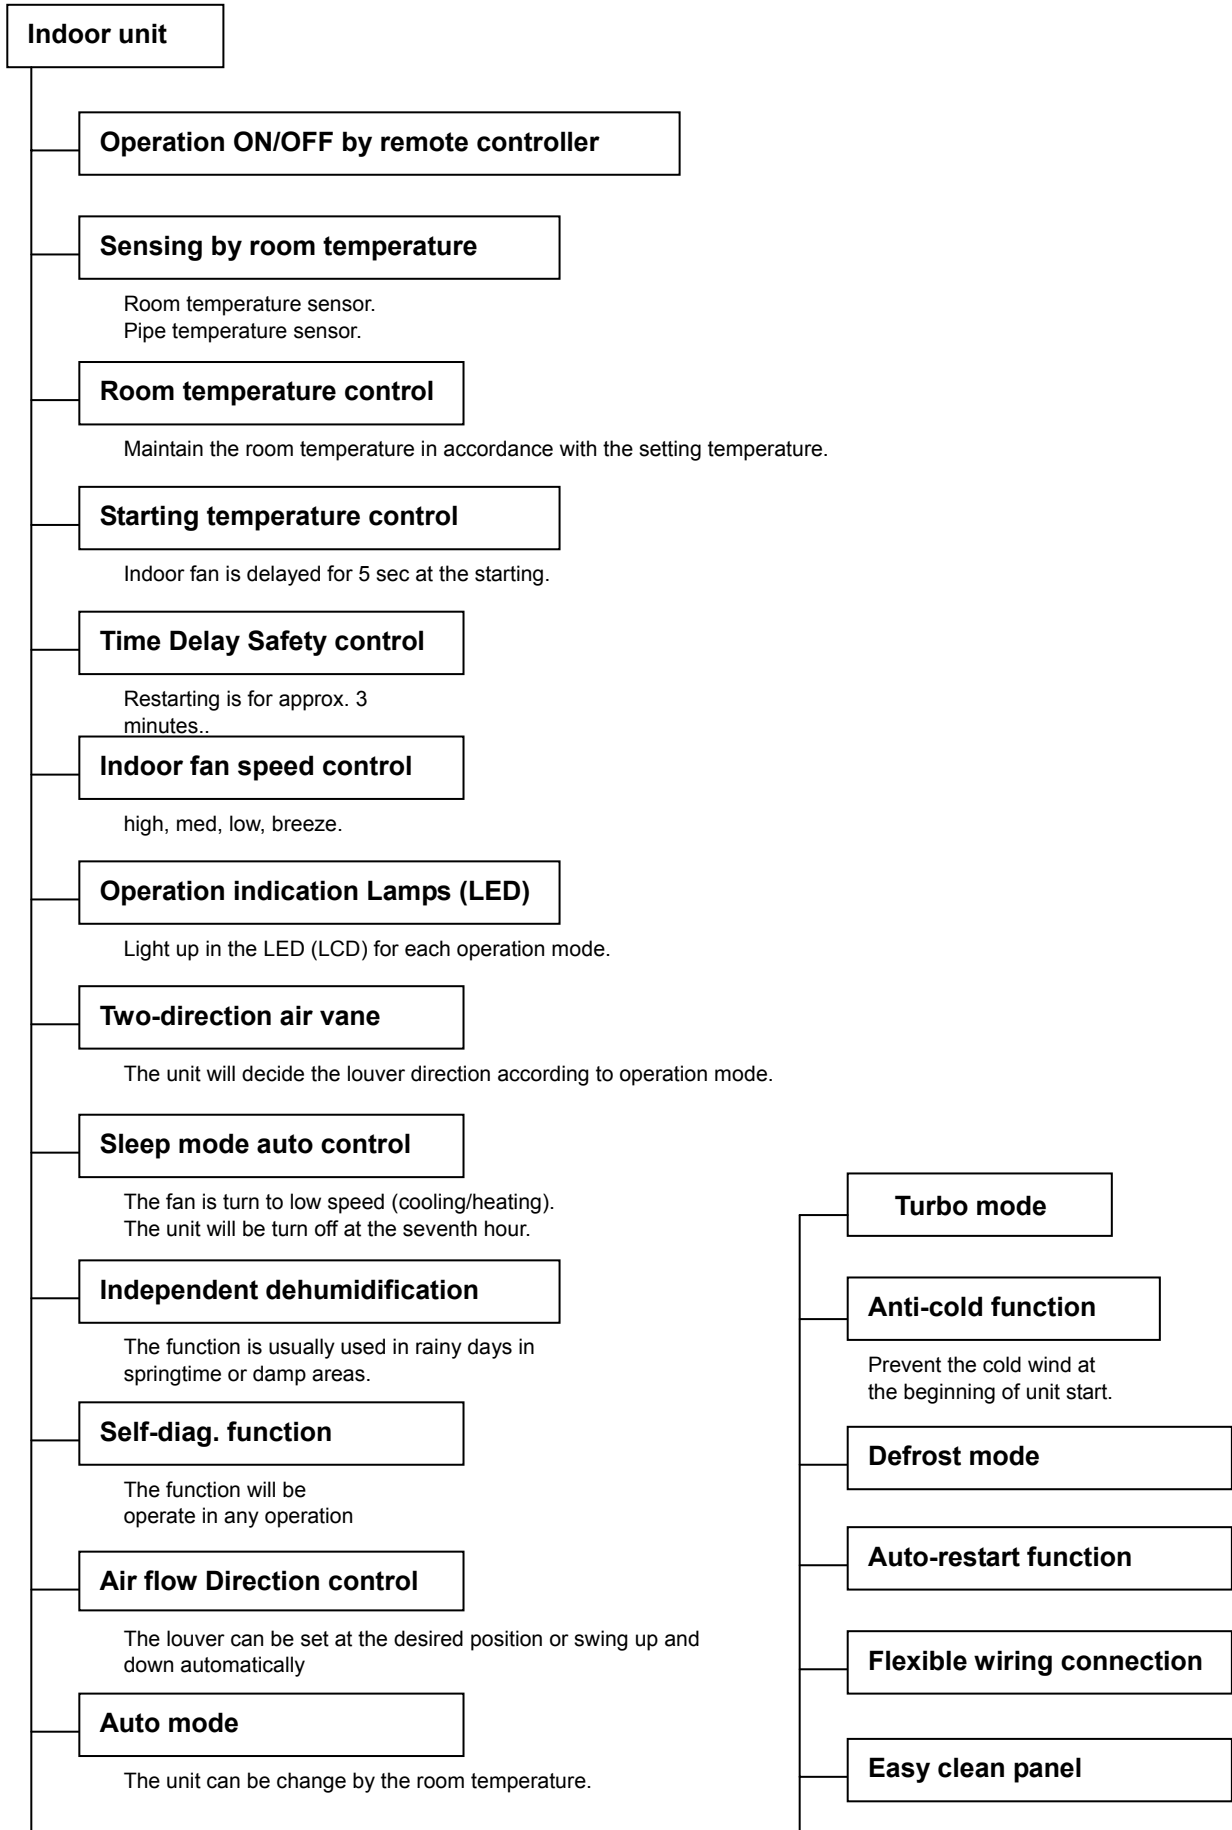 Indoor unit
Operation ON/OFF by remote controller
Sensing by room temperature
Room temperature sensor.
Pipe temperature sensor.
Room temperature control
Maintain the room temperature in accordance with the setting temperature.
Starting temperature control
Indoor fan is delayed for 5 sec at the starting.
Time Delay Safety control
Restarting is for approx. 3
minutes..
Indoor fan speed control
high, med, low, breeze.
Operation indication Lamps (LED)
Light up in the LED (LCD) for each operation mode.
Two-direction air vane
The unit will decide the louver direction according to operation mode.
Sleep mode auto control
The fan is turn to low speed (cooling/heating).
The unit will be turn off at the seventh hour.
Independent dehumidification
The function is usually used in rainy days in
springtime or damp areas.
Self-diag. function
The function will be
operate in any operation
Air flow Direction control
The louver can be set at the desired position or swing up and
down automatically
Auto mode
The unit can be change by the room temperature.
Turbo mode
Anti-cold function
Prevent the cold wind at
the beginning of unit start.
Defrost mode
Auto-restart function
Flexible wiring connection
Easy clean panel